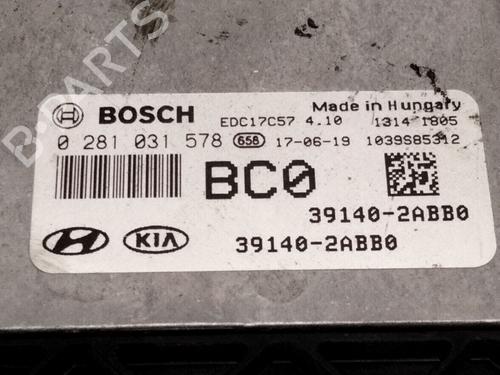 B-PARTS
BOSCH EDC17C57 4.10 Made in Hungary
1314 1805
0 281 031 578 658 17-06-19 1039S85312
BC0
39140-2ABB0
KIA 39140-2ABB0